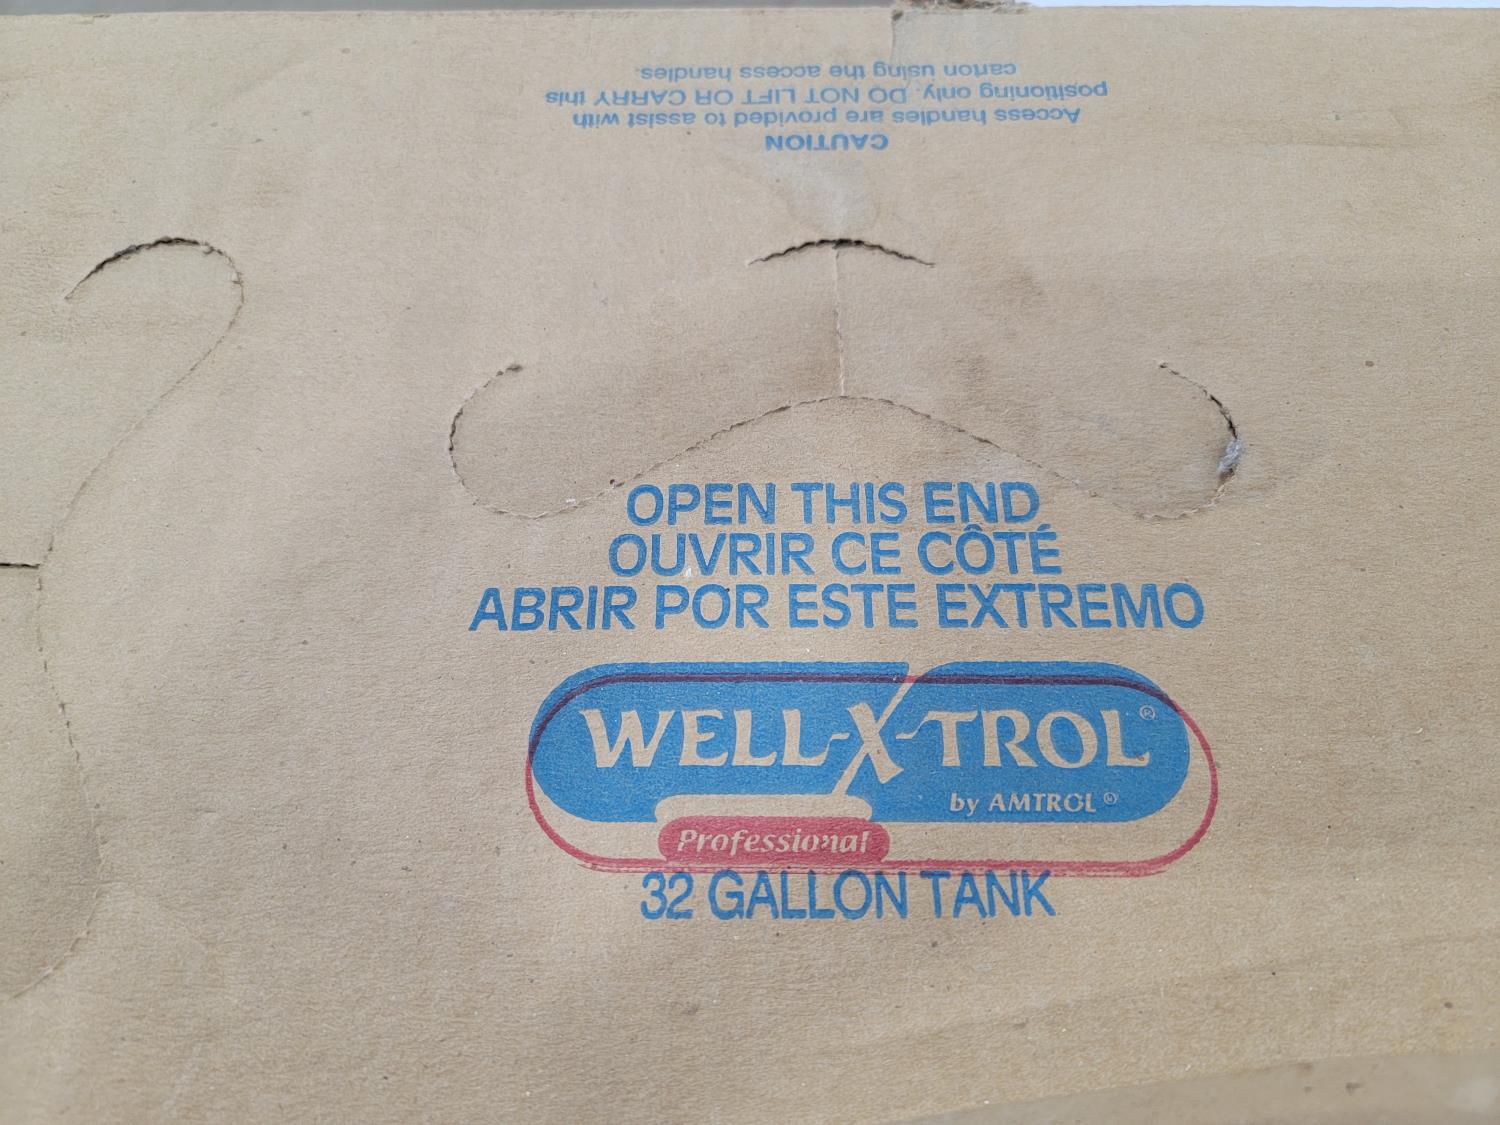 CAUTION
Access handles are provided to assist with
positioning only. DO NOT LIFT OR CARRY this
carton using the access handles.
OPEN THIS END
OUVRIR CE CÔTÉ
ABRIR POR ESTE EXTREMO
WELL-X-TROL®
by AMTROL®
Professional
32 GALLON TANK